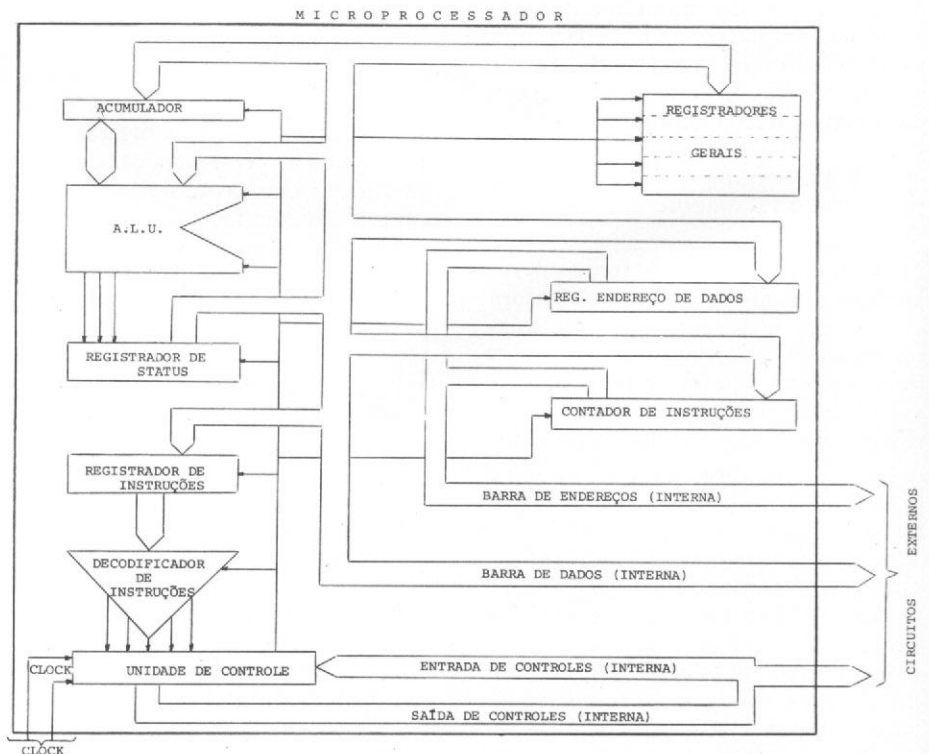 MICROPROCESSADOR
ACUMULADOR
REGISTRADORES
GERAIS
A.L.U.
REG. ENDEREÇO DE DADOS
REGISTRADOR DE
STATUS
CONTADOR DE INSTRUÇÕES
REGISTRADOR DE
INSTRUÇÕES
BARRA DE ENDEREÇOS (INTERNA)
DECODIFICADOR
DE
INSTRUÇÕES
BARRA DE DADOS (INTERNA)
CIRCUITOS EXTERNOS
CLOCK
UNIDADE DE CONTROLE
ENTRADA DE CONTROLES (INTERNA)
SAÍDA DE CONTROLES (INTERNA)
CLOCK